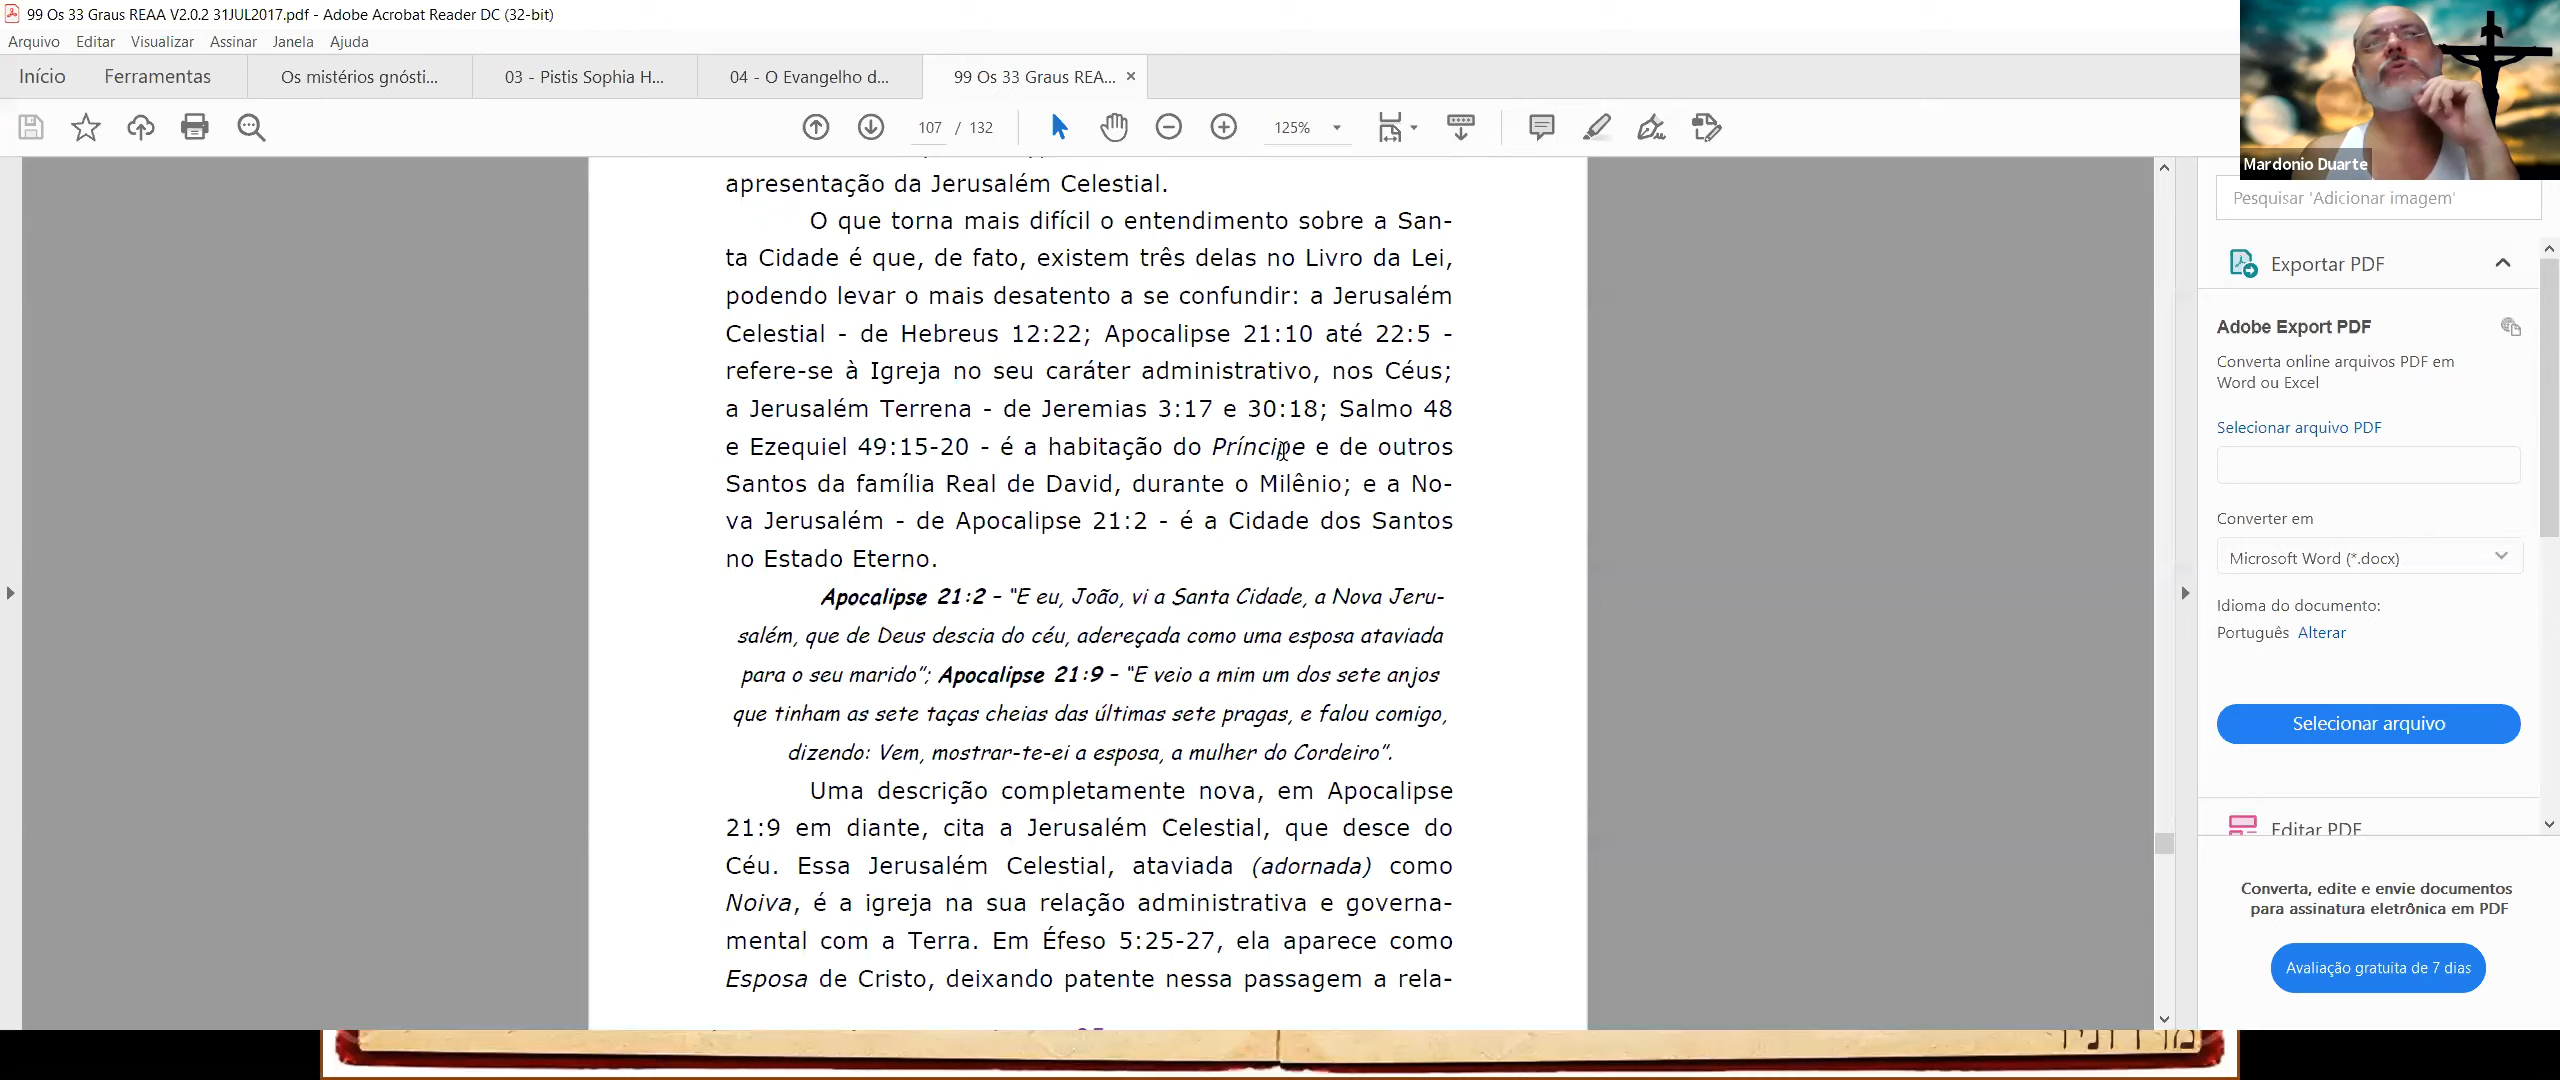 99 Os 33 Graus REAA V2.0.2 31JUL2017.pdf - Adobe Acrobat Reader DC (32-bit)
Arquivo Editar Visualizar Assinar Janela Ajuda
Início Ferramentas Os mistérios gnósti... 03 - Pistis Sophia H... 04 - O Evangelho d... 99 Os 33 Graus REA... ×
107 / 132 125%
Mardonio Duarte
apresentação da Jerusalém Celestial.
O que torna mais difícil o entendimento sobre a San-
ta Cidade é que, de fato, existem três delas no Livro da Lei,
podendo levar o mais desatento a se confundir: a Jerusalém
Celestial - de Hebreus 12:22; Apocalipse 21:10 até 22:5 -
refere-se à Igreja no seu caráter administrativo, nos Céus;
a Jerusalém Terrena - de Jeremias 3:17 e 30:18; Salmo 48
e Ezequiel 49:15-20 - é a habitação do Príncipe e de outros
Santos da família Real de David, durante o Milênio; e a No-
va Jerusalém - de Apocalipse 21:2 - é a Cidade dos Santos
no Estado Eterno.
Apocalipse 21:2 – “E eu, João, vi a Santa Cidade, a Nova Jeru-
salém, que de Deus descia do céu, adereçada como uma esposa ataviada
para o seu marido”; Apocalipse 21:9 – “E veio a mim um dos sete anjos
que tinham as sete taças cheias das últimas sete pragas, e falou comigo,
dizendo: Vem, mostrar-te-ei a esposa, a mulher do Cordeiro”.
Uma descrição completamente nova, em Apocalipse
21:9 em diante, cita a Jerusalém Celestial, que desce do
Céu. Essa Jerusalém Celestial, ataviada (adornada) como
Noiva, é a igreja na sua relação administrativa e governa-
mental com a Terra. Em Éfeso 5:25-27, ela aparece como
Esposa de Cristo, deixando patente nessa passagem a rela-
Pesquisar 'Adicionar imagem'
Exportar PDF
Adobe Export PDF
Converta online arquivos PDF em
Word ou Excel
Selecionar arquivo PDF
Converter em
Microsoft Word (*.docx)
Idioma do documento:
Português Alterar
Selecionar arquivo
Editar PDF
Converta, edite e envie documentos
para assinatura eletrônica em PDF
Avaliação gratuita de 7 dias